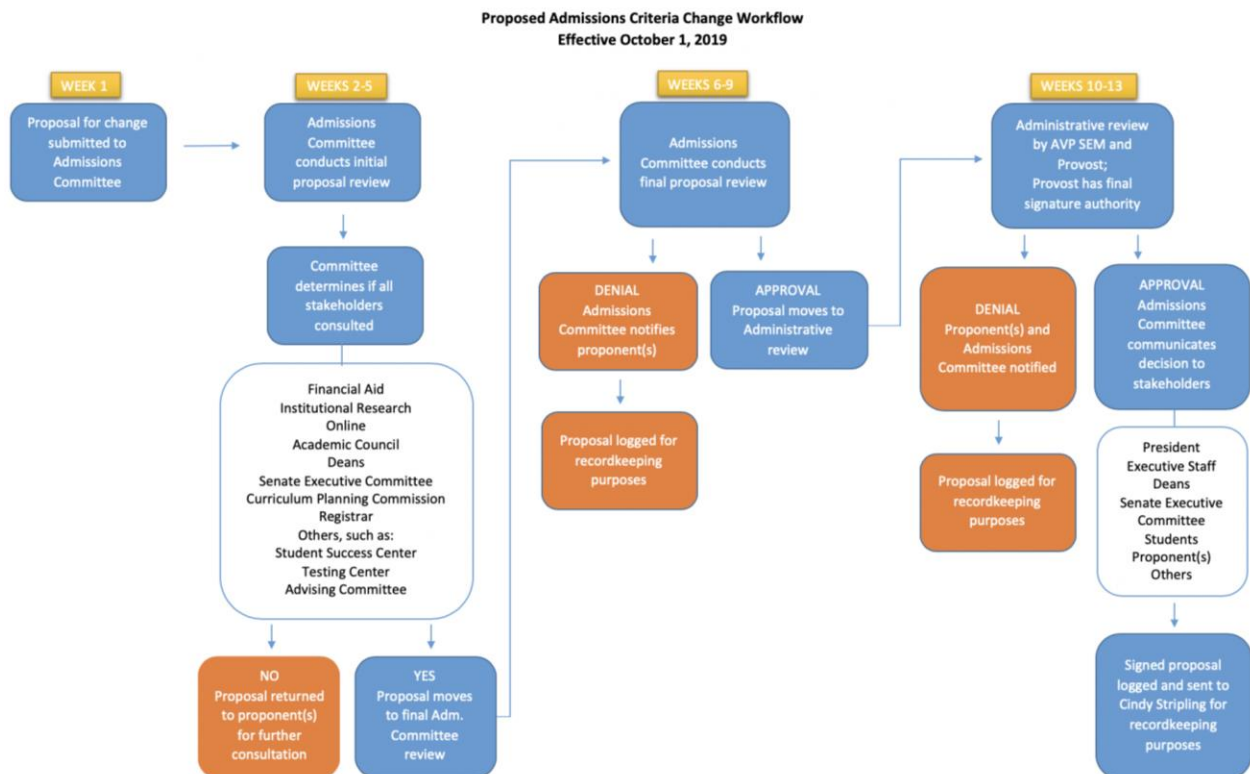 Proposed Admissions Criteria Change Workflow
Effective October 1, 2019
WEEK 1
Proposal for change
submitted to
Admissions
Committee
WEEKS 2-5
Admissions
Committee
conducts initial
proposal review
Committee
determines if all
stakeholders
consulted
Financial Aid
Institutional Research
Online
Academic Council
Deans
Senate Executive Committee
Curriculum Planning Commission
Registrar
Others, such as:
Student Success Center
Testing Center
Advising Committee
NO
Proposal returned
to proponent(s)
for further
consultation
YES
Proposal moves
to final Adm.
Committee
review
WEEKS 6-9
Admissions
Committee conducts
final proposal review
DENIAL
Admissions
Committee notifies
proponent(s)
Proposal logged for
recordkeeping
purposes
APPROVAL
Proposal moves to
Administrative
review
WEEKS 10-13
Administrative review
by AVP SEM and
Provost;
Provost has final
signature authority
DENIAL
Proponent(s) and
Admissions
Committee notified
Proposal logged for
recordkeeping
purposes
APPROVAL
Admissions
Committee
communicates
decision to
stakeholders
President
Executive Staff
Deans
Senate Executive
Committee
Students
Proponent(s)
Others
Signed proposal
logged and sent to
Cindy Stripling for
recordkeeping
purposes